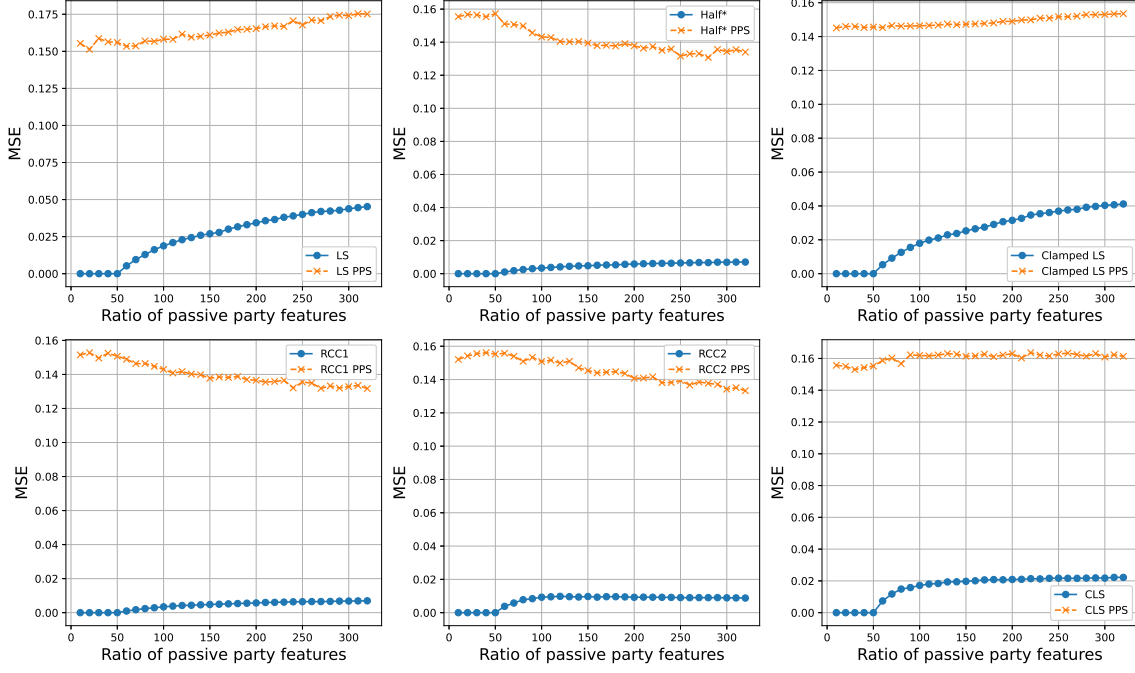 0.175
0.150
0.125
0.100
0.075
0.050
0.025
0.000
MSE
LS
LS PPS
0 50 100 150 200 250 300
Ratio of passive party features
0.16
0.14
0.12
0.10
0.08
0.06
0.04
0.02
0.00
MSE
Half*
Half* PPS
0 50 100 150 200 250 300
Ratio of passive party features
0.16
0.14
0.12
0.10
0.08
0.06
0.04
0.02
0.00
MSE
Clamped LS
Clamped LS PPS
0 50 100 150 200 250 300
Ratio of passive party features
0.16
0.14
0.12
0.10
0.08
0.06
0.04
0.02
0.00
MSE
RCC1
RCC1 PPS
0 50 100 150 200 250 300
Ratio of passive party features
0.16
0.14
0.12
0.10
0.08
0.06
0.04
0.02
0.00
MSE
RCC2
RCC2 PPS
0 50 100 150 200 250 300
Ratio of passive party features
0.16
0.14
0.12
0.10
0.08
0.06
0.04
0.02
0.00
MSE
CLS
CLS PPS
0 50 100 150 200 250 300
Ratio of passive party features